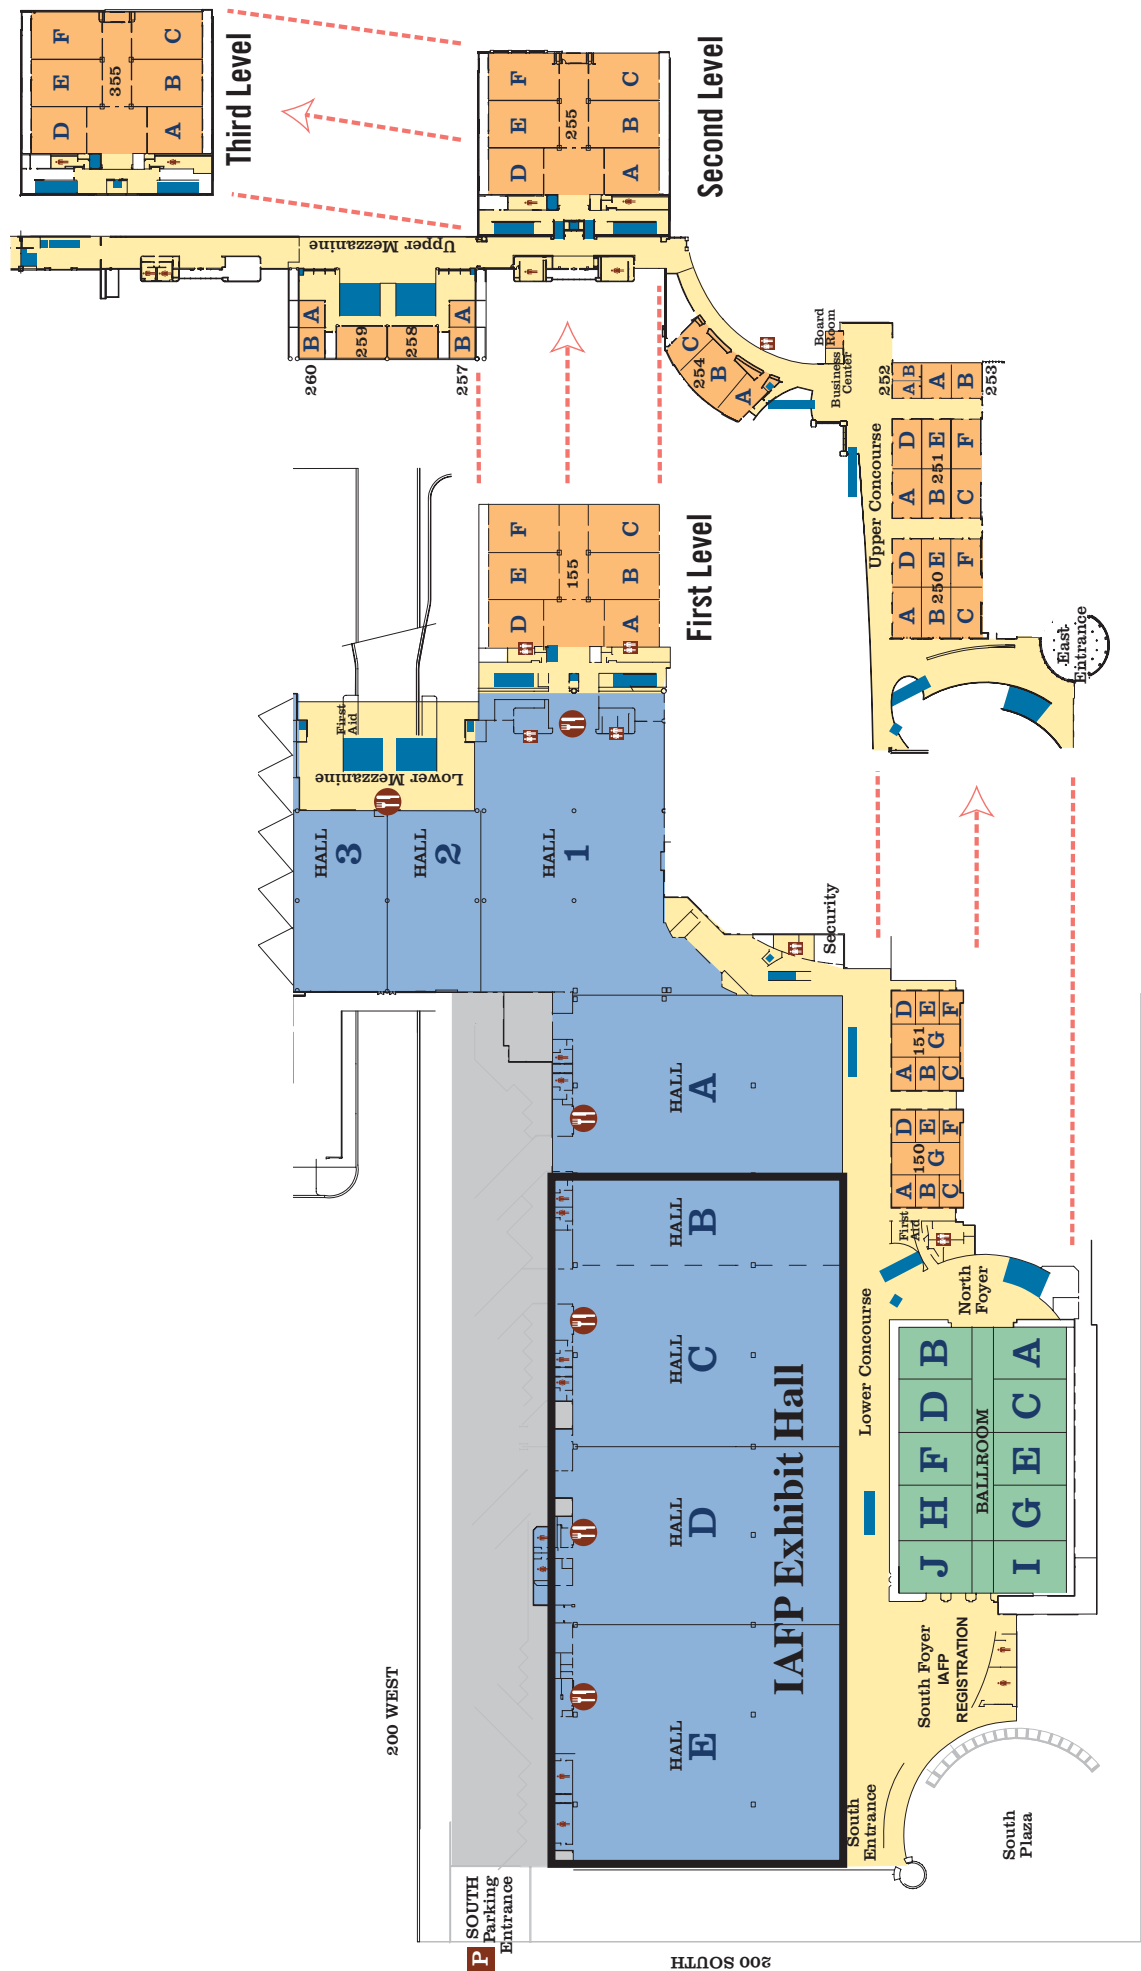 F
E
D
355
C
B
A
Third Level
F
E
D
255
C
B
A
Second Level
Upper Mezzanine
B A
259
258
B A
260
257
C
254
B
A
Board
Room
Business
Center
252
A B
A
B
253
D
A
E
251
B
F
C
D
A
E
250
B
F
C
Upper Concourse
East
Entrance
F
E
D
155
C
B
A
First Level
First
Aid
Lower Mezzanine
HALL
3
HALL
2
HALL
1
Security
HALL
A
D
A
E
151
G
B
F
C
D
A
E
150
G
B
F
C
First
Aid
North
Foyer
HALL
B
HALL
C
HALL
D
HALL
E
IAFP Exhibit Hall
Lower Concourse
J H F D B
BALLROOM
I G E C A
South Foyer
IAFP
REGISTRATION
South
Entrance
South
Plaza
200 WEST
P SOUTH
Parking
Entrance
200 SOUTH